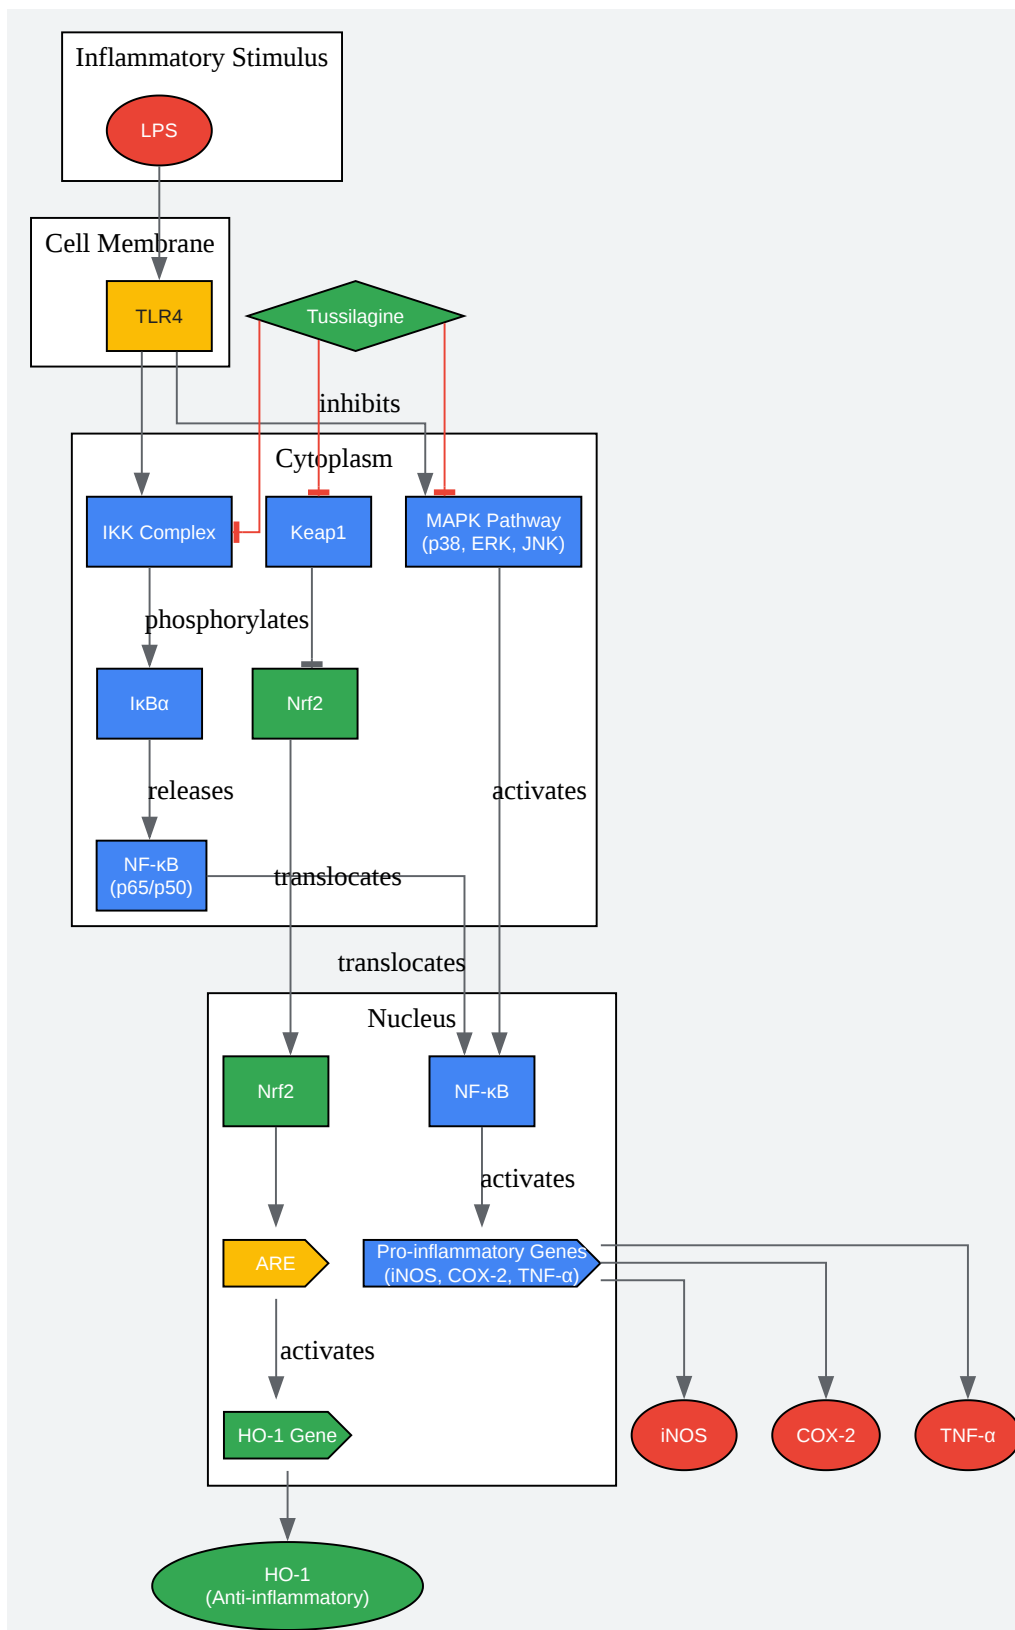 Inflammatory Stimulus
LPS
Cell Membrane
TLR4
Tussilagine
inhibits
Cytoplasm
IKK Complex
Keap1
MAPK Pathway
(p38, ERK, JNK)
phosphorylates
IκBα
Nrf2
releases
activates
NF-κB
(p65/p50)
translocates
translocates
Nucleus
Nrf2
NF-κB
activates
ARE
Pro-inflammatory Genes
(iNOS, COX-2, TNF-α)
activates
HO-1 Gene
iNOS
COX-2
TNF-α
HO-1
(Anti-inflammatory)